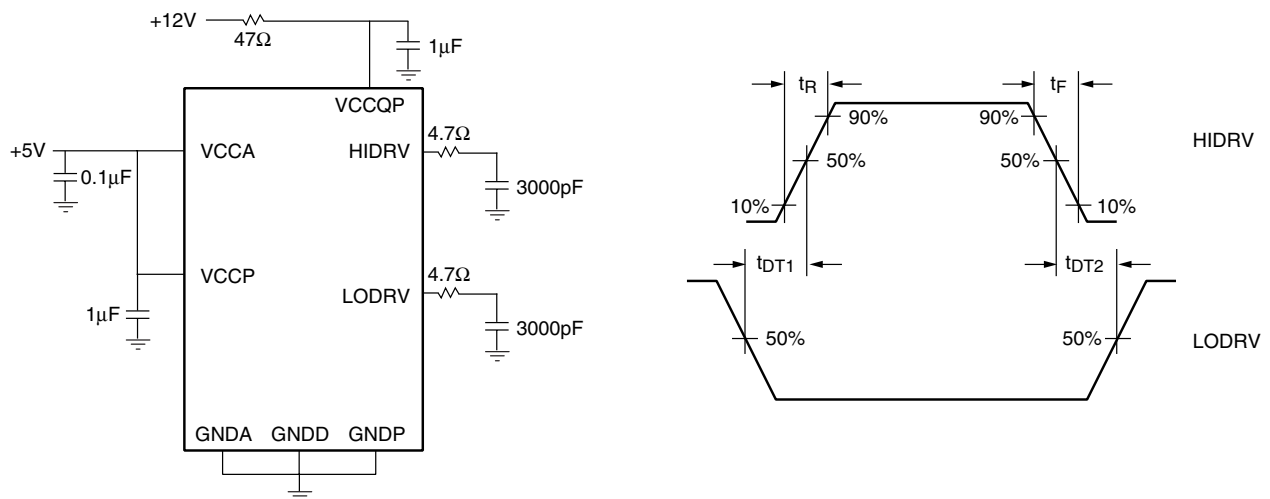 +12V
47Ω
1µF
VCCQP
+5V
0.1µF
VCCA
HIDRV
4.7Ω
3000pF
VCCP
1µF
LODRV
4.7Ω
3000pF
GNDA GNDD GNDP
tR
tF
90%
90%
HIDRV
50%
50%
10%
10%
tDT1
tDT2
50%
50%
LODRV